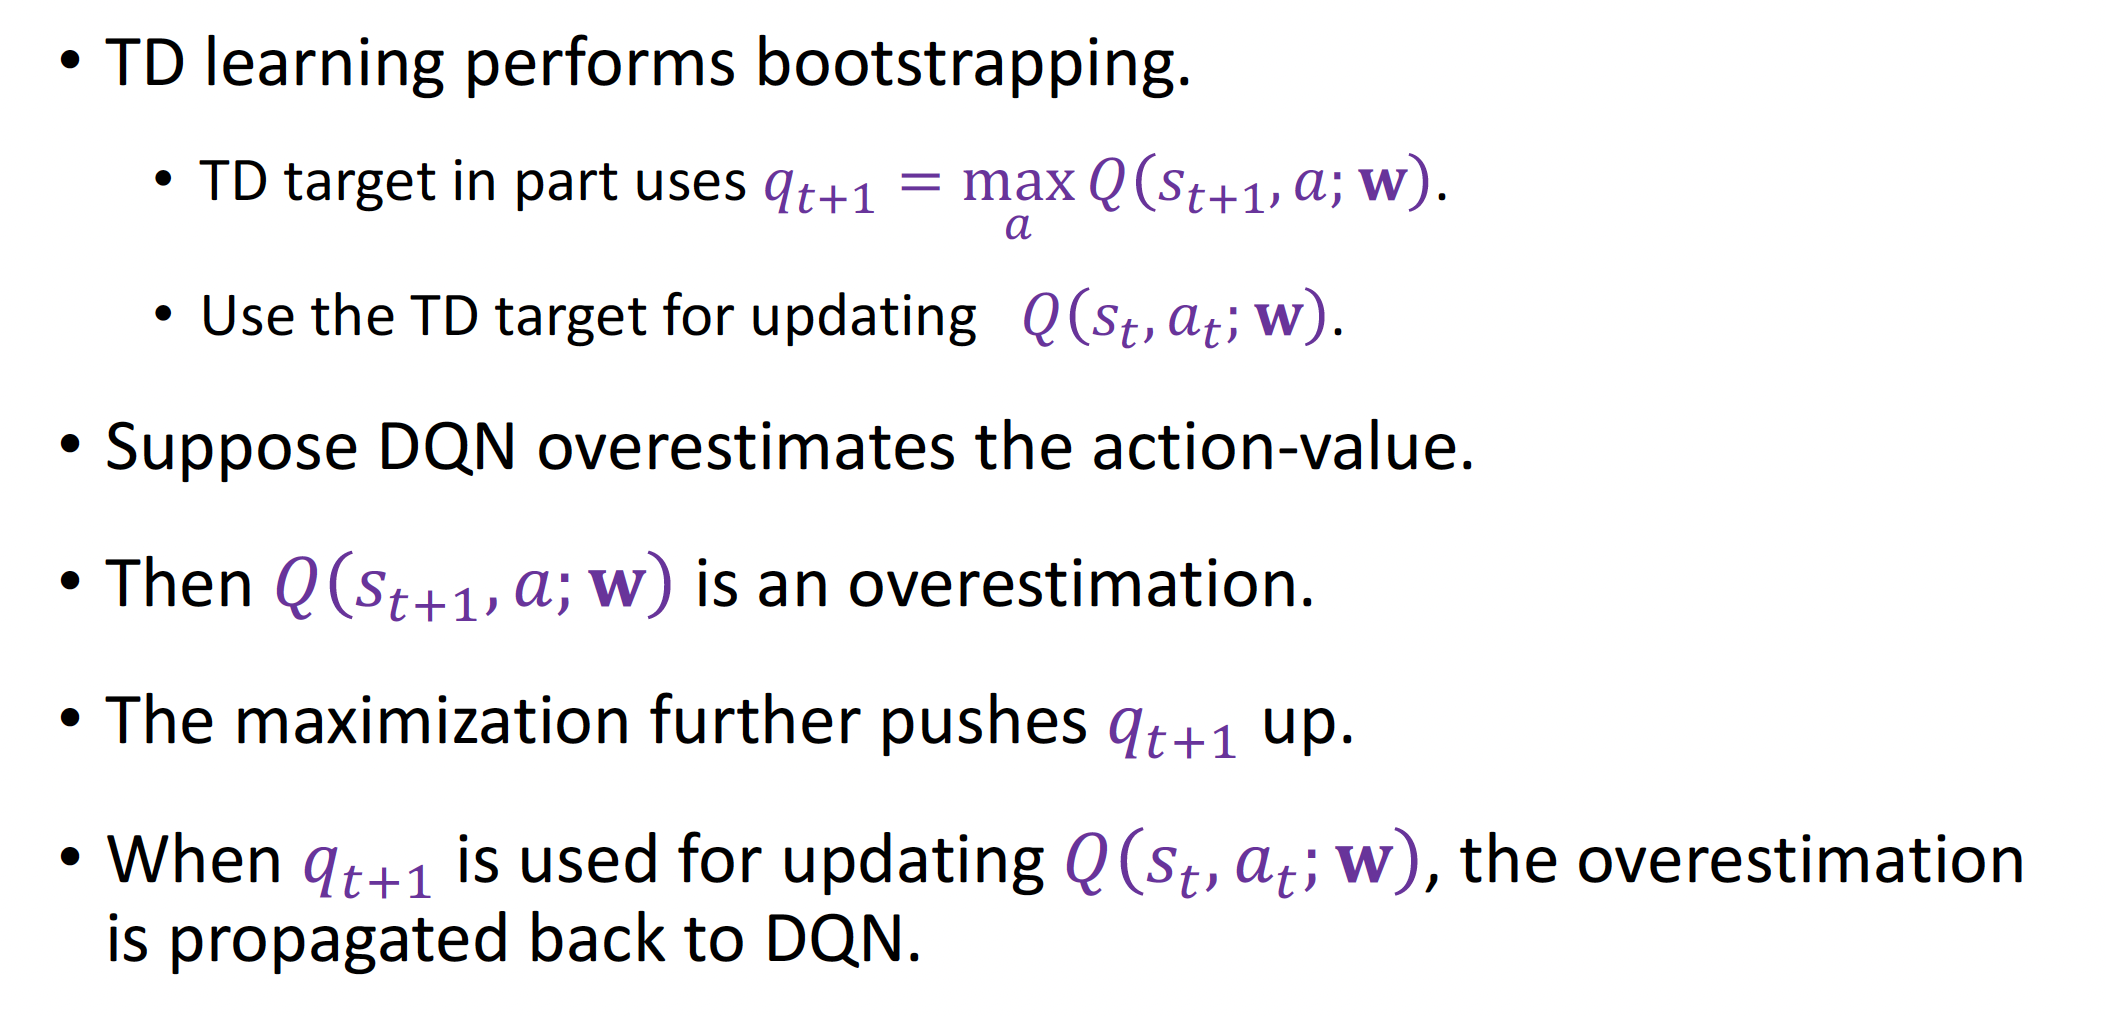 • TD learning performs bootstrapping.
• TD target in part uses $q_{t+1} = \max_{a} Q(s_{t+1}, a; \mathbf{w})$.
• Use the TD target for updating $Q(s_t, a_t; \mathbf{w})$.
• Suppose DQN overestimates the action-value.
• Then $Q(s_{t+1}, a; \mathbf{w})$ is an overestimation.
• The maximization further pushes $q_{t+1}$ up.
• When $q_{t+1}$ is used for updating $Q(s_t, a_t; \mathbf{w})$, the overestimation
is propagated back to DQN.